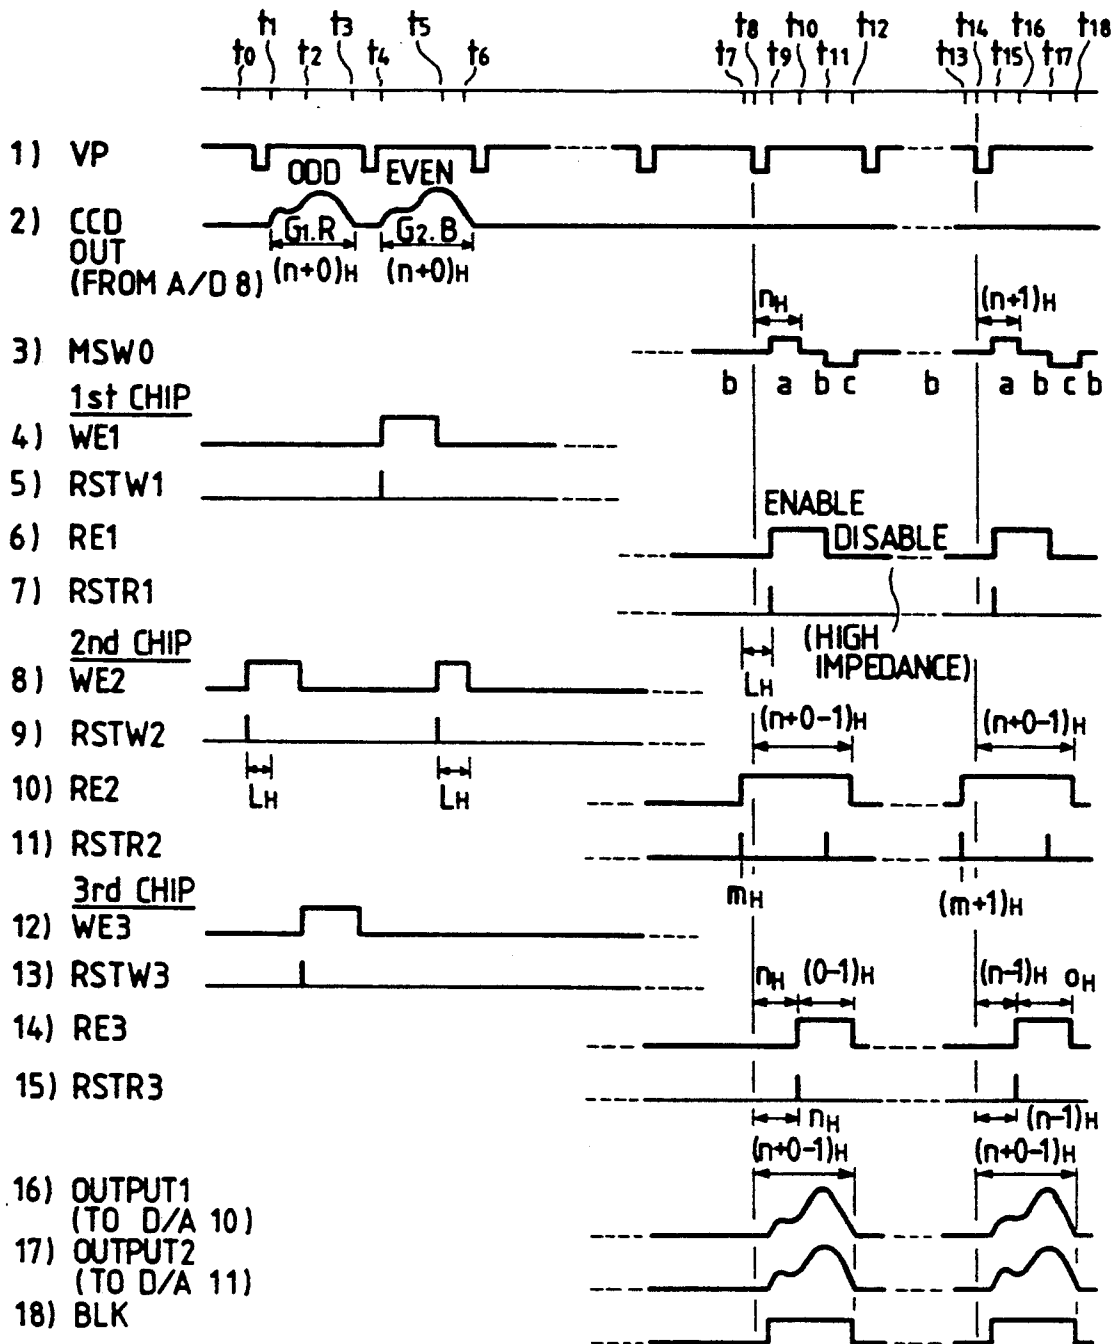 t0 t1 t2 t3 t4 t5 t6 t7 t8 t9 t10 t11 t12 t13 t14 t15 t16 t17 t18
1) VP
ODD EVEN
2) CCD OUT (FROM A/D 8)
G1.R G2.B
(n+0)H (n+0)H
nH (n+1)H
3) MSW0
b a b c b a b c b
1st CHIP
4) WE1
5) RSTW1
ENABLE
6) RE1
DISABLE
7) RSTR1
(HIGH IMPEDANCE)
2nd CHIP
8) WE2
LH
(n+0-1)H (n+0-1)H
9) RSTW2
LH LH
10) RE2
11) RSTR2
mH (m+1)H
3rd CHIP
12) WE3
13) RSTW3
nH (0-1)H (n-1)H 0H
14) RE3
15) RSTR3
nH (n-1)H
(n+0-1)H (n+0-1)H
16) OUTPUT1
(TO D/A 10)
17) OUTPUT2
(TO D/A 11)
18) BLK